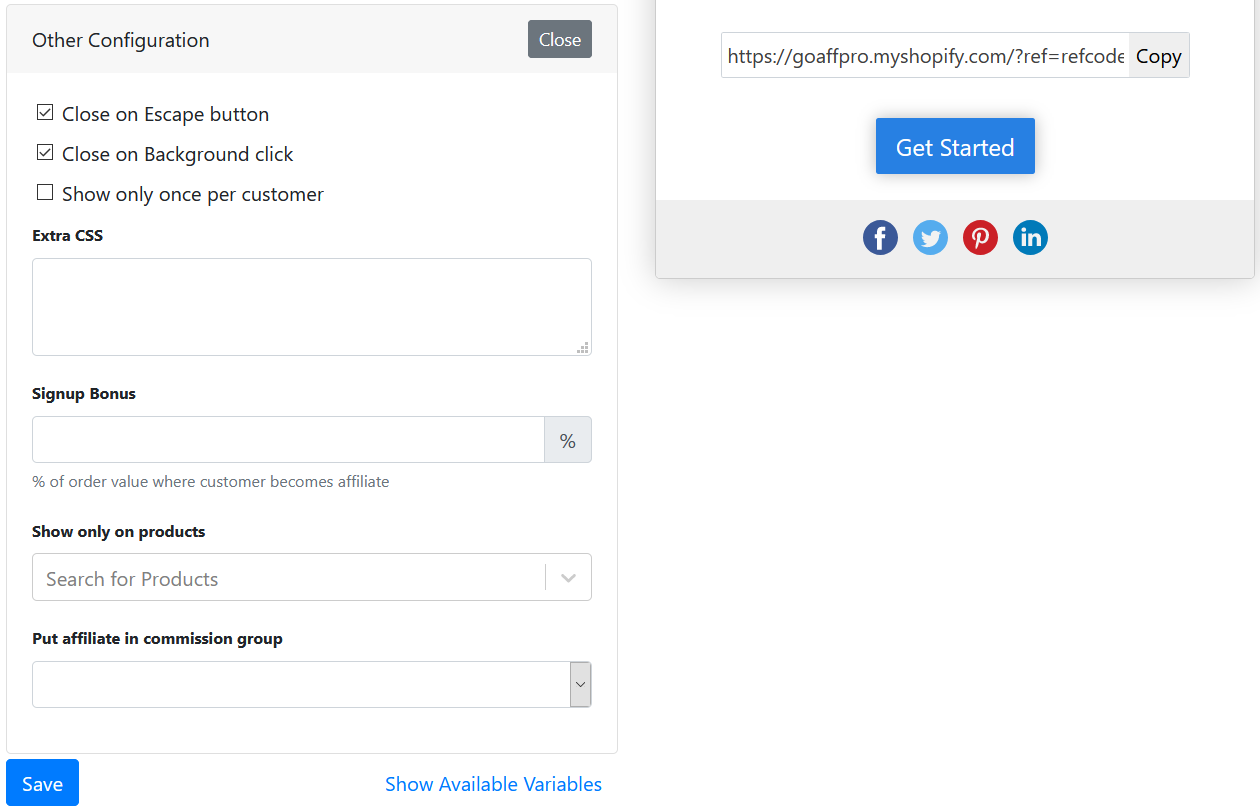 Other Configuration
Close
Close on Escape button
Close on Background click
Show only once per customer
Extra CSS
Signup Bonus
%
% of order value where customer becomes affiliate
Show only on products
Search for Products
Put affiliate in commission group
Save
Show Available Variables
https://goaffpro.myshopify.com/?ref=refcode
Copy
Get Started